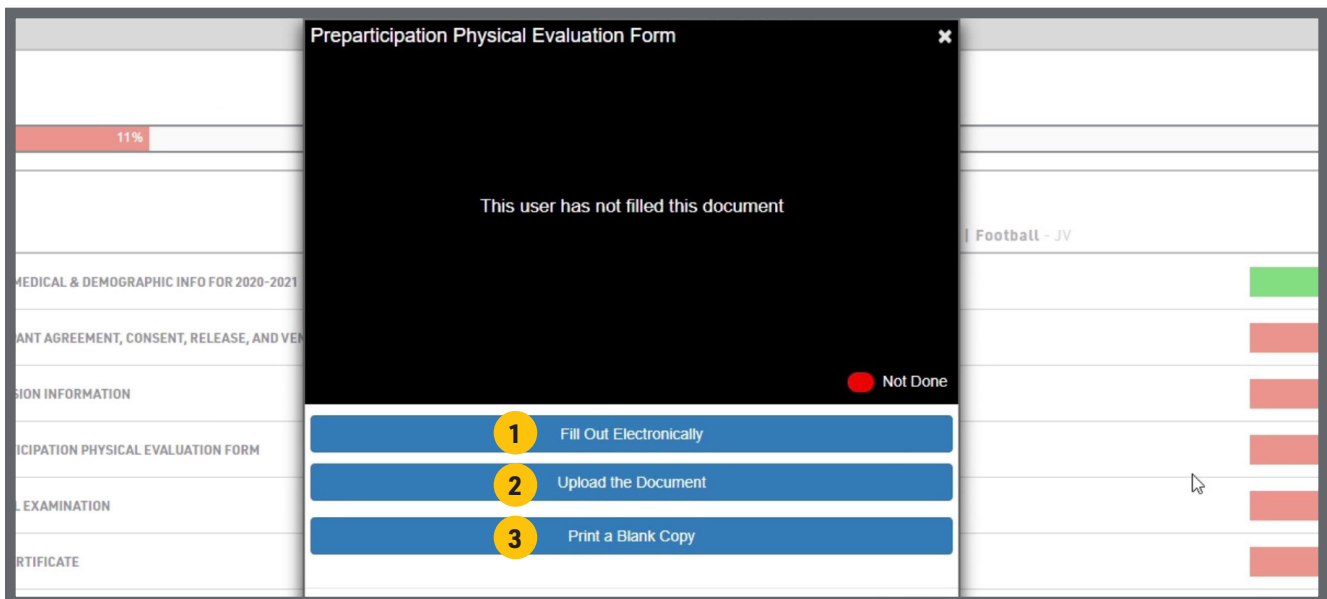 Preparticipation Physical Evaluation Form
11%
This user has not filled this document
| Football - JV
MEDICAL & DEMOGRAPHIC INFO FOR 2020-2021
ANT AGREEMENT, CONSENT, RELEASE, AND VEN
Not Done
SION INFORMATION
1 Fill Out Electronically
ICIPATION PHYSICAL EVALUATION FORM
2 Upload the Document
L EXAMINATION
3 Print a Blank Copy
RTIFICATE